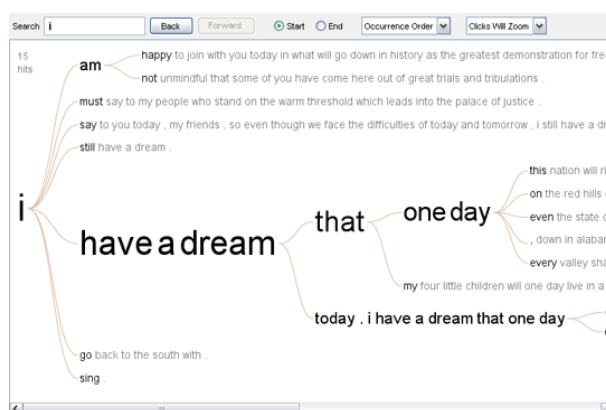 Search i Back Forward Start End Occurrence Order Clicks Will Zoom
15 hits
i
am
happy to join with you today in what will go down in history as the greatest demonstration for
not unmindful that some of you have come here out of great trials and tribulations .
must say to my people who stand on the warm threshold which leads into the palace of justice .
say to you today , my friends , so even though we face the difficulties of today and tomorrow , i still have a
still have a dream .
have a dream
that
one day
this nation will
on the red hills
even the state
, down in
every valley
my four little children will one day live in a
today . i have a dream that one day
go back to the south with .
sing .